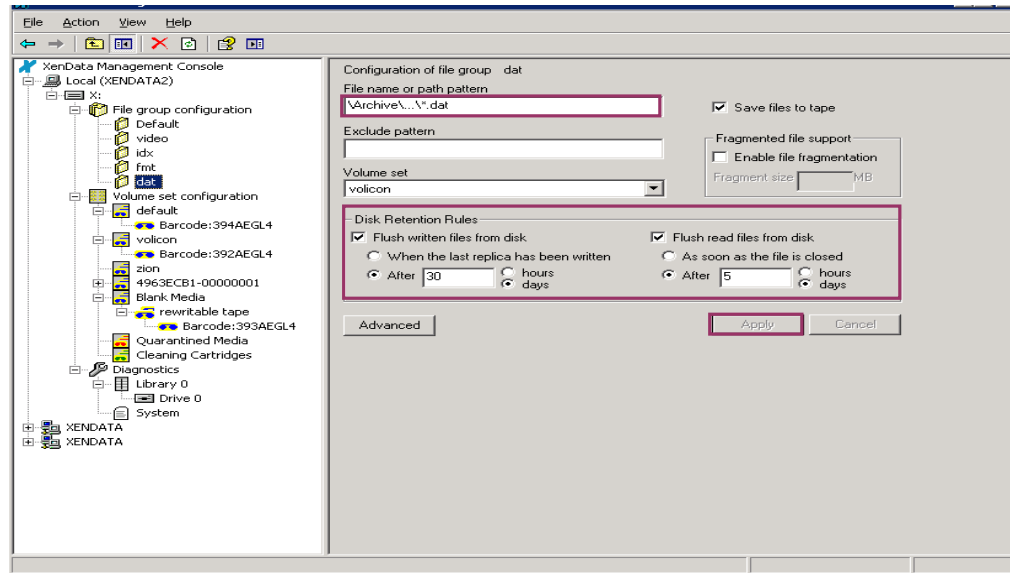 File Action View Help
XenData Management Console
Local (XENDATA2)
X:
File group configuration
Default
video
idx
fmt
dat
Volume set configuration
default
Barcode:394AEGL4
volicon
Barcode:392AEGL4
zion
4963ECB1-00000001
Blank Media
rewritable tape
Barcode:393AEGL4
Quarantined Media
Cleaning Cartridges
Diagnostics
Library 0
Drive 0
System
XENDATA
XENDATA
Configuration of file group dat
File name or path pattern
\Archive\...\*.dat
Save files to tape
Exclude pattern
Fragmented file support
Enable file fragmentation
Fragment size MB
Volume set
volicon
Disk Retention Rules
Flush written files from disk Flush read files from disk
When the last replica has been written As soon as the file is closed
After 30 hours After 5 hours
days days
Advanced Apply Cancel